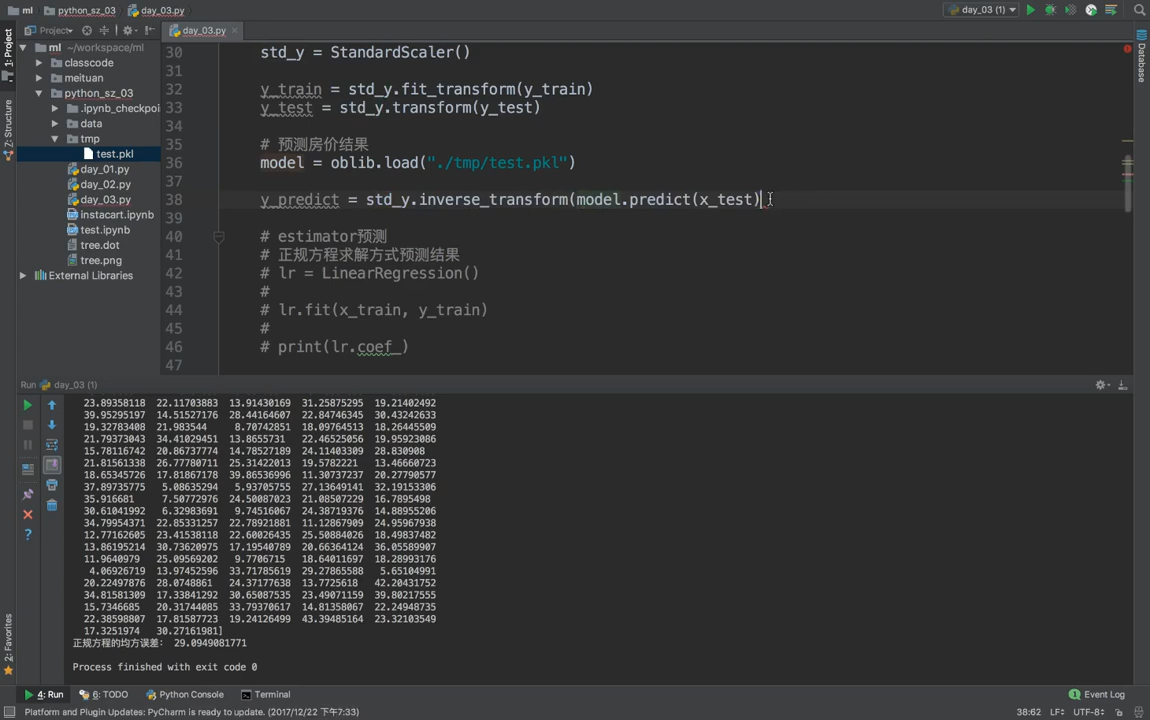 ml python_sz_03 day_03.py day_03 (1)
Project day_03.py
1: Project
Z: Structure
2: Favorites
Database
ml ~/workspace/ml
classcode
meituan
python_sz_03
.ipynb_checkpoi
data
tmp
test.pkl
day_01.py
day_02.py
day_03.py
instacart.ipynb
test.ipynb
tree.dot
tree.png
External Libraries
30 std_y = StandardScaler()
31
32 y_train = std_y.fit_transform(y_train)
33 y_test = std_y.transform(y_test)
34
35 # 预测房价结果
36 model = oblib.load("./tmp/test.pkl")
37
38 y_predict = std_y.inverse_transform(model.predict(x_test)
39
40 # estimator预测
41 # 正规方程求解方式预测结果
42 # lr = LinearRegression()
43 #
44 # lr.fit(x_train, y_train)
45 #
46 # print(lr.coef_)
47
Run day_03 (1)
23.89358118 22.11703883 13.91430169 31.25875295 19.21402492
39.95295197 14.51527176 28.44164607 22.84746345 30.43242633
19.32783408 21.983544 8.70742851 18.09764513 18.26445509
21.79373043 34.41029451 13.8655731 22.46525056 19.95923086
15.78116742 20.86737774 14.78527189 24.11403309 28.830908
21.81561338 26.77780711 25.31422013 19.5782221 13.46660723
18.65345726 17.81867178 39.86536996 11.30737237 20.27790577
37.89735775 5.08635294 5.93705755 27.13649141 32.19153306
35.916681 7.50772976 24.50087023 21.08507229 16.7895498
30.61041992 6.32983691 9.74516067 24.38719376 14.88955206
34.79954371 22.85331257 22.78921881 11.12867909 24.95967938
12.77162605 23.41538118 22.60026435 25.50884026 18.49837482
13.86195214 30.73620975 17.19540789 20.66364124 36.05589907
11.9640979 25.09569202 9.7706715 18.64011697 18.28993176
4.06926719 13.97452596 33.71785619 29.27865588 5.65104991
20.22497876 28.0748861 24.37177638 13.7725618 42.20431752
34.81581309 17.33841292 30.65087535 23.49071159 39.80217555
15.7346685 20.31744085 33.79370617 14.81358067 22.24948735
22.38598807 17.81587723 19.24126499 43.39485164 23.32103549
17.3251974 30.27161981]
正规方程的均方误差: 29.0949081771
Process finished with exit code 0
4: Run 6: TODO Python Console Terminal 1 Event Log
Platform and Plugin Updates: PyCharm is ready to update. (2017/12/22 下午7:33) 38:62 LF÷ UTF-8÷